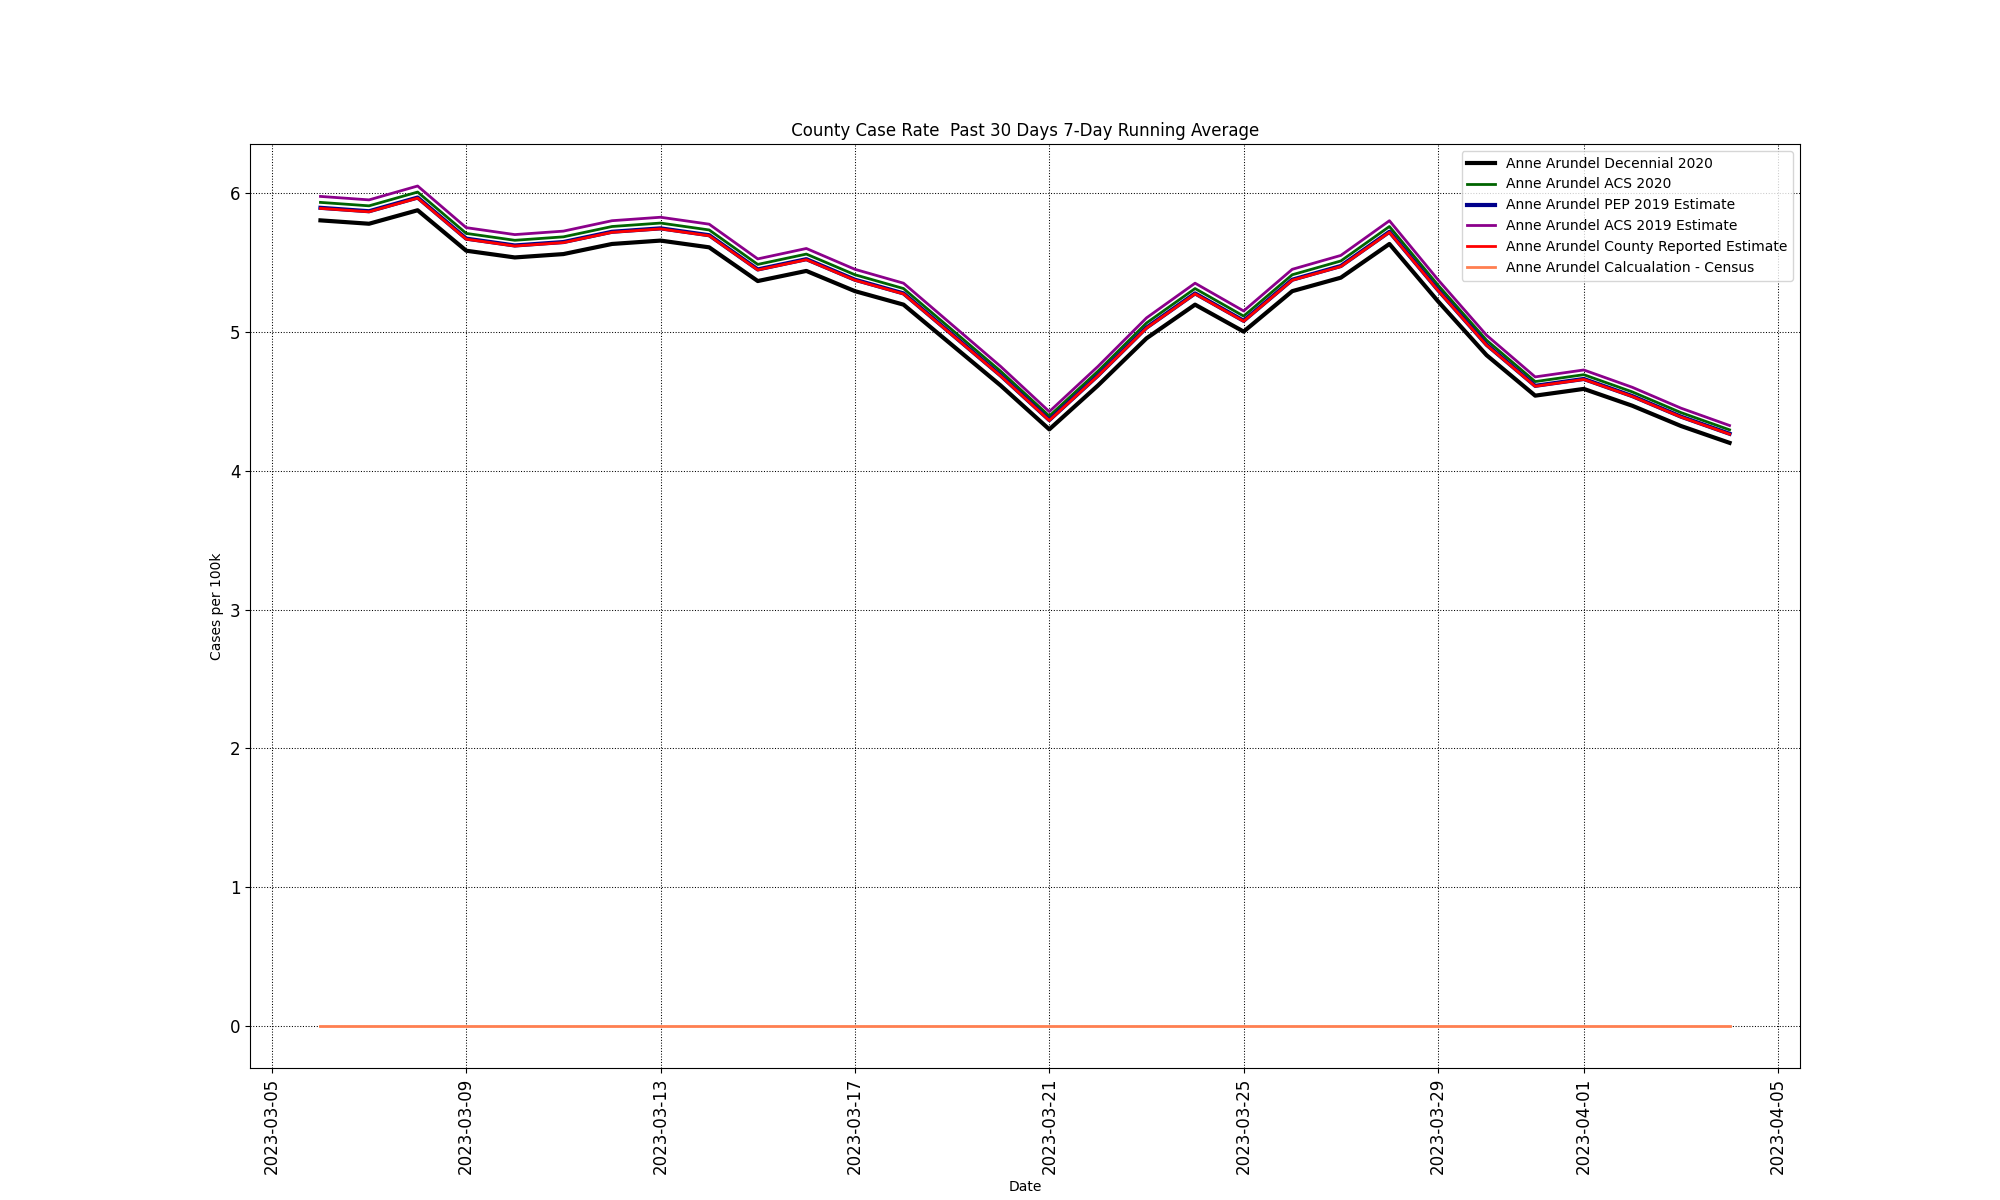 County Case Rate  Past 30 Days 7-Day Running Average
Anne Arundel Decennial 2020
Anne Arundel ACS 2020
Anne Arundel PEP 2019 Estimate
Anne Arundel ACS 2019 Estimate
Anne Arundel County Reported Estimate
Anne Arundel Calcualation - Census
Cases per 100k
6
5
4
3
2
1
0
2023-03-05
2023-03-09
2023-03-13
2023-03-17
2023-03-21
2023-03-25
2023-03-29
2023-04-01
2023-04-05
Date